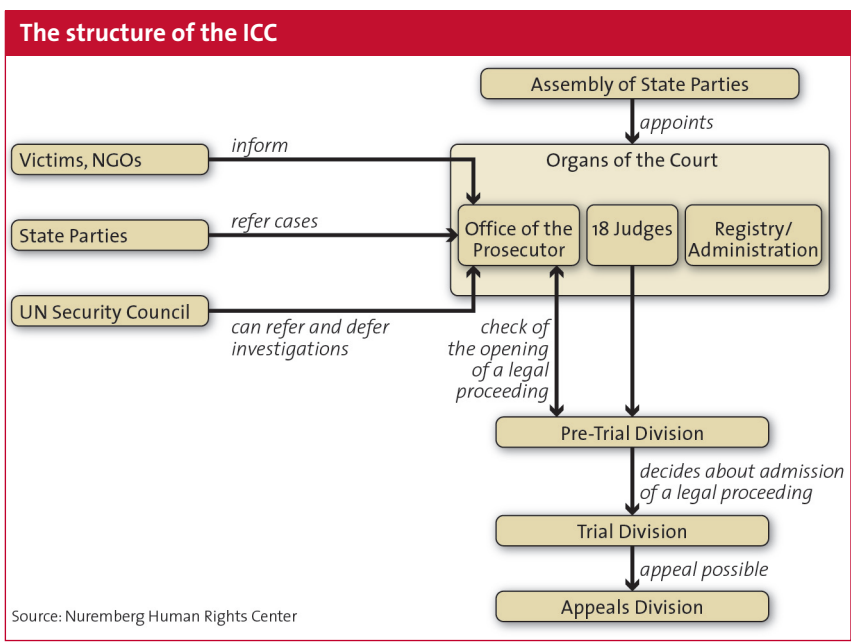 The structure of the ICC
Assembly of State Parties
appoints
Victims, NGOs
inform
Organs of the Court
State Parties
refer cases
Office of the
Prosecutor
18 Judges
Registry/
Administration
UN Security Council
can refer and defer
investigations
check of
the opening
of a legal
proceeding
Pre-Trial Division
decides about admission
of a legal proceeding
Trial Division
appeal possible
Appeals Division
Source: Nuremberg Human Rights Center